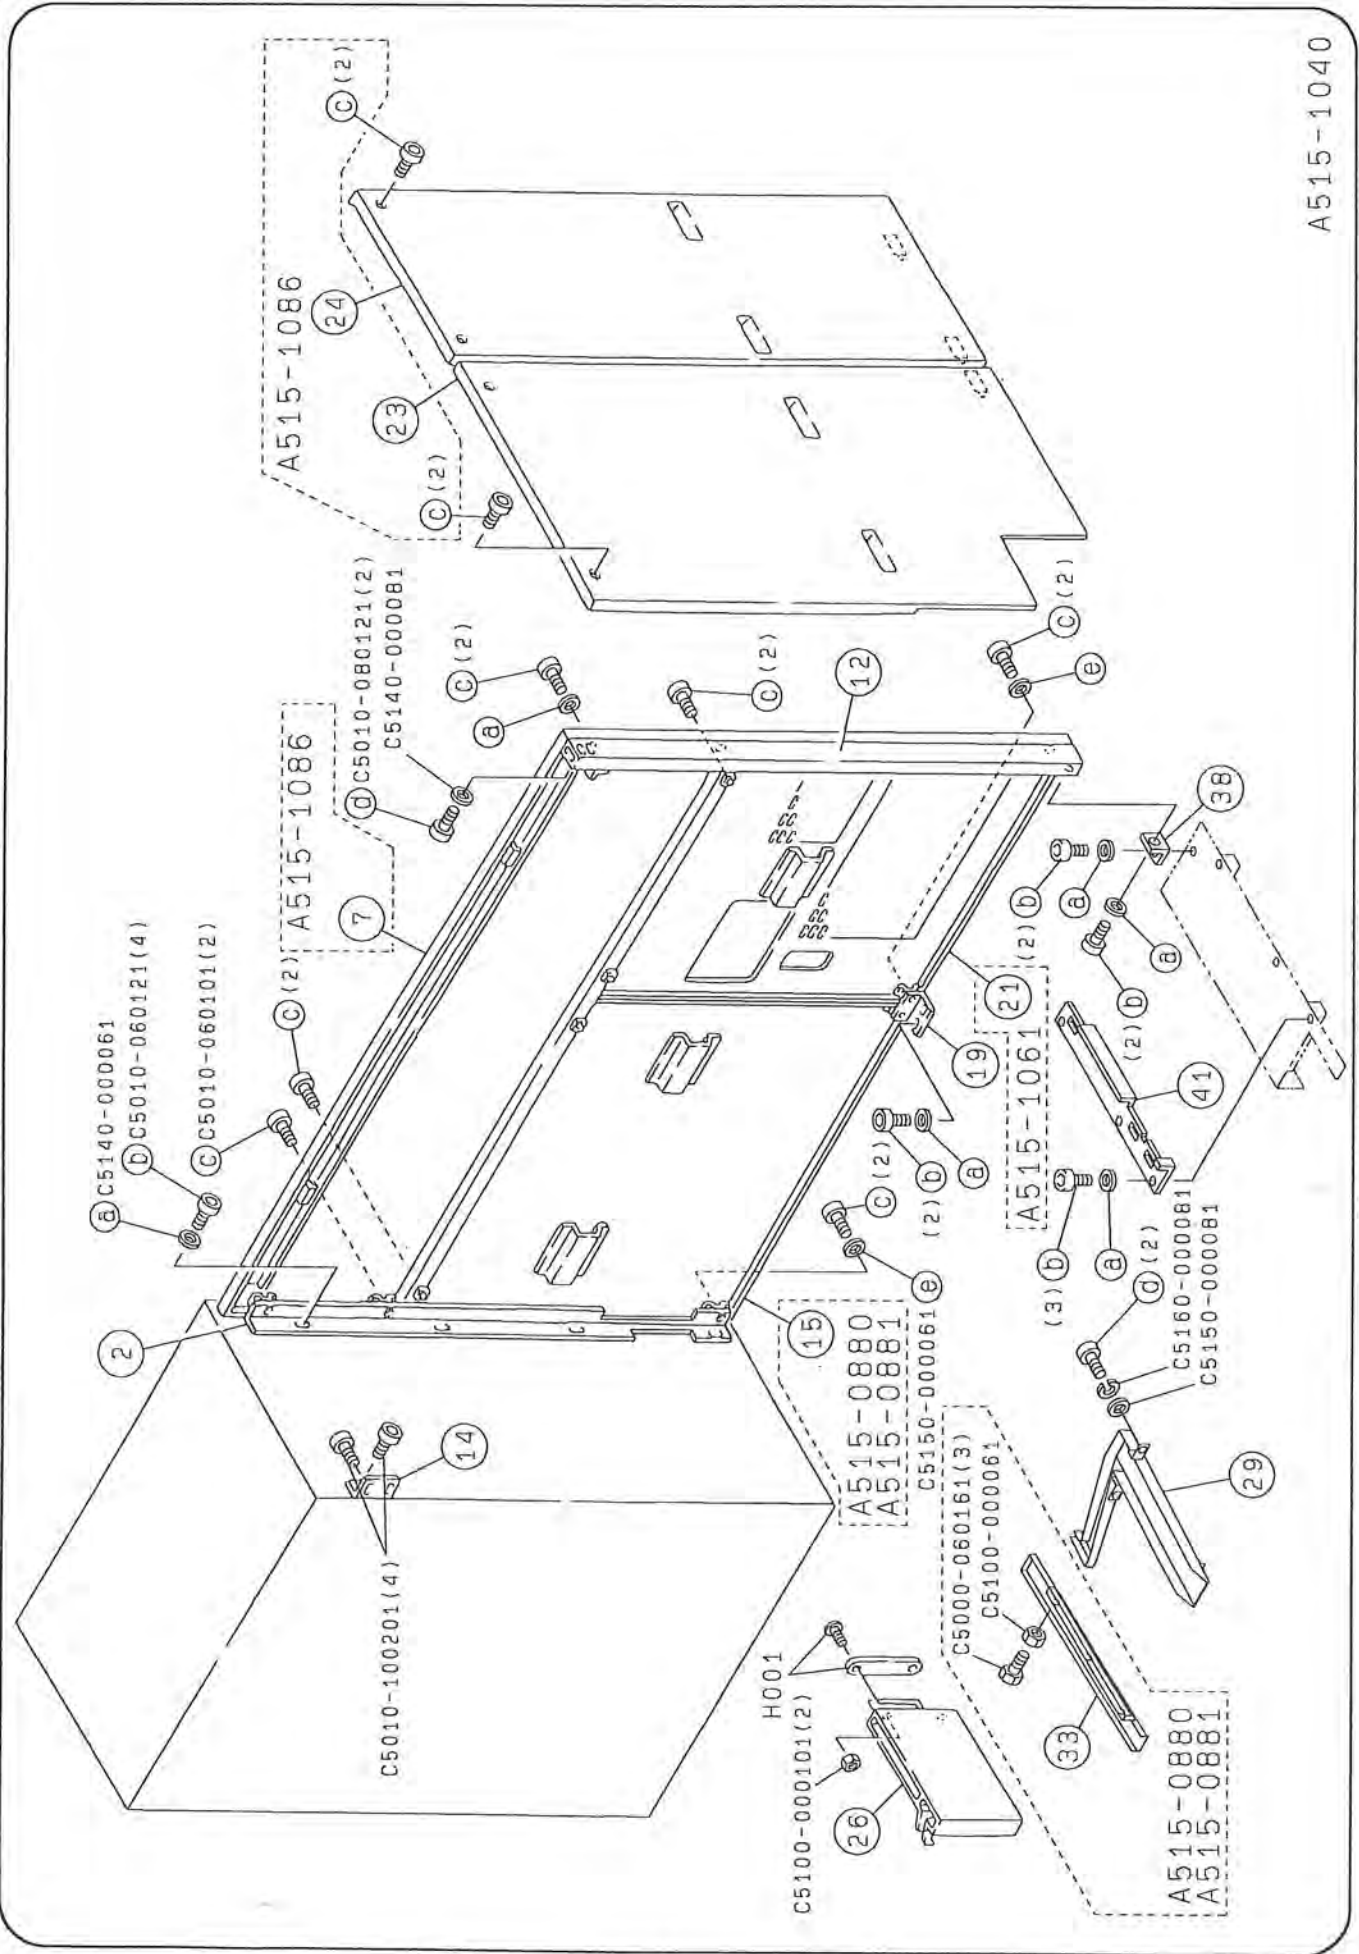 A515-1040
A515-1086
c (2)
24
23
c (2)
A515-1086
7
d C5010-080121(2)
C5140-000081
c (2)
a
c (2)
12
c (2)
e
a C5140-000061
b C5010-060121(4)
c C5010-060101(2)
c (2)
2
14
C5010-100201(4)
38
(2) b
a
a
(2) b
21
19
A515-1061
41
(2) b
a
c (2)
e
C5150-000061
15
A515-0880
A515-0881
(3) b
a
d (2)
C5160-000081
C5150-000081
29
C5000-060161(3)
C5100-000061
33
A515-0880
A515-0881
H001
C5100-000101(2)
26